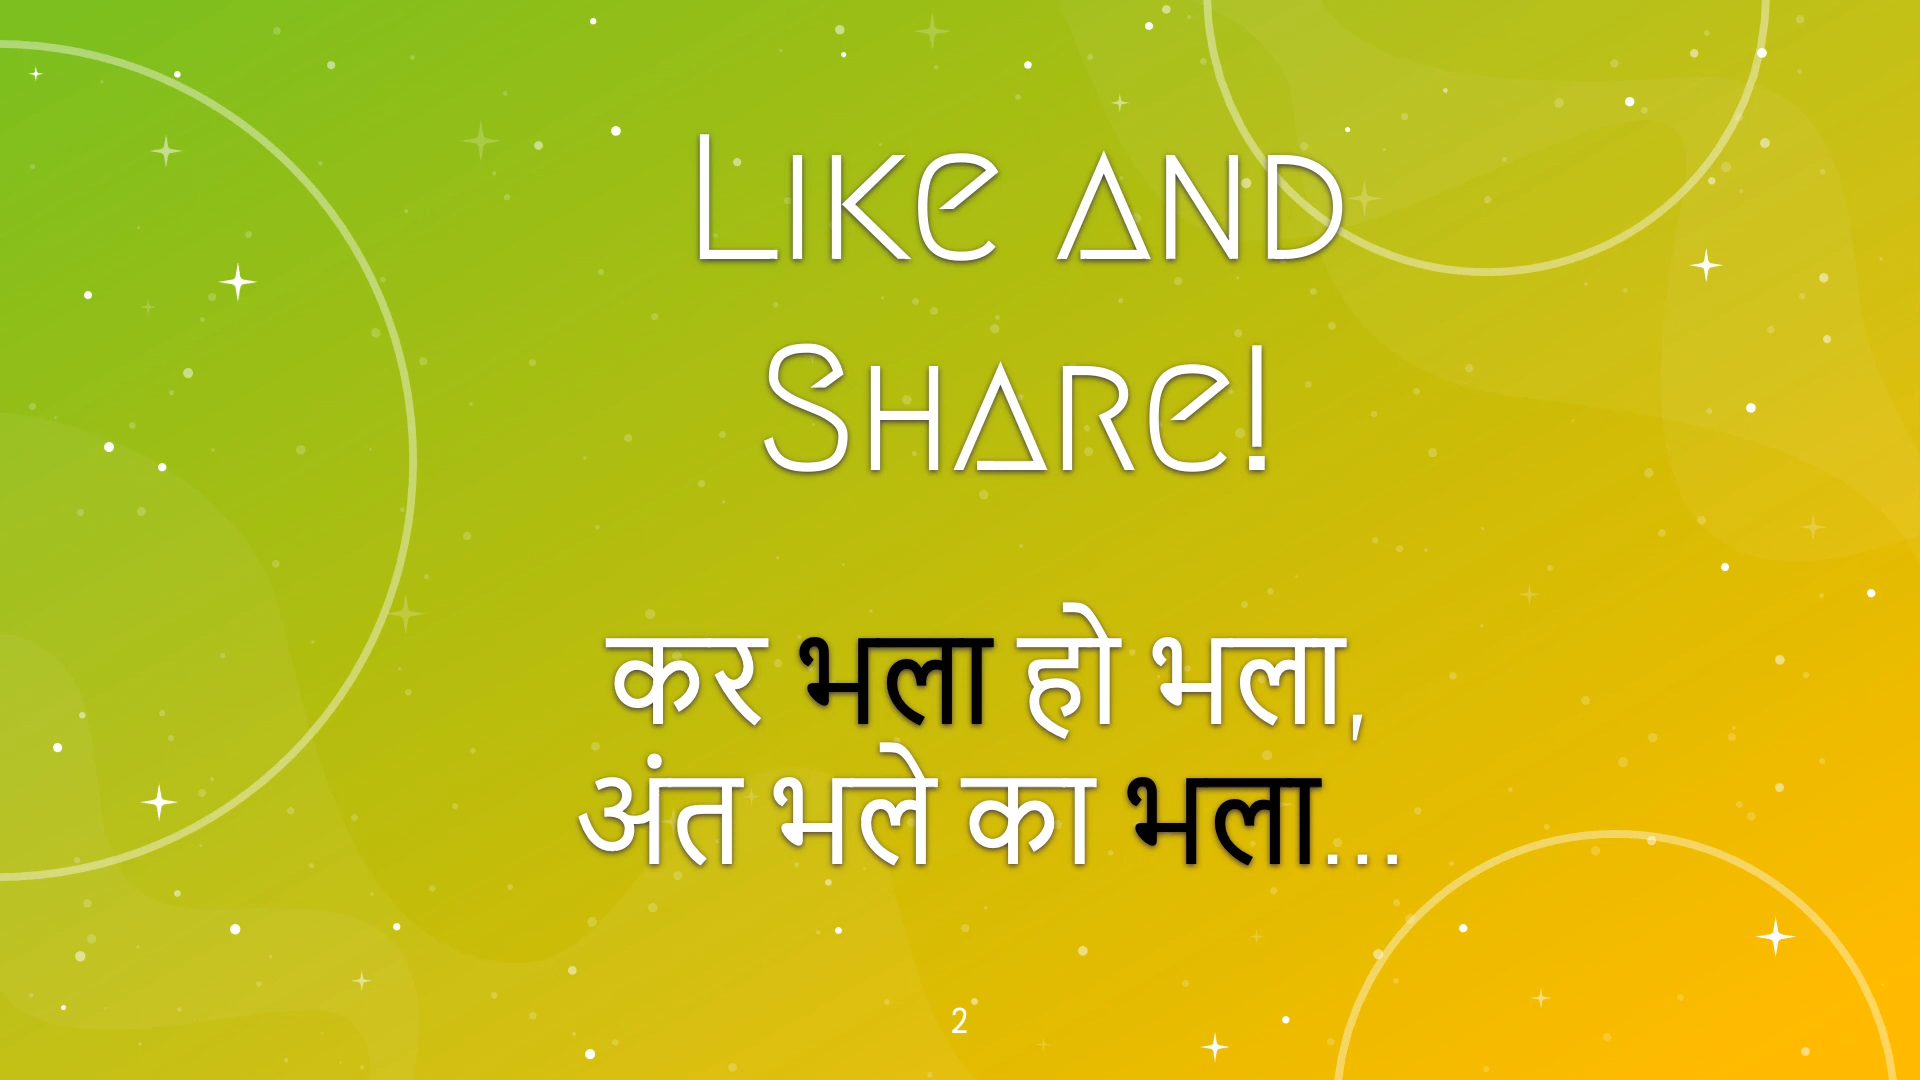 Like and
Share!
कर भला हो भला,
अंत भले का भला...
2